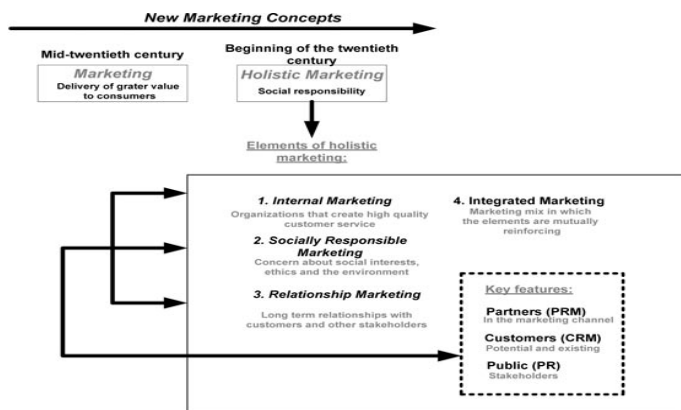 New Marketing Concepts
Mid-twentieth century
Marketing
Delivery of grater value
to consumers
Beginning of the twentieth
century
Holistic Marketing
Social responsibility
Elements of holistic
marketing:
1. Internal Marketing
Organizations that create high quality
customer service
2. Socially Responsible
Marketing
Concern about social interests,
ethics and the environment
3. Relationship Marketing
Long term relationships with
customers and other stakeholders
4. Integrated Marketing
Marketing mix in which
the elements are mutually
reinforcing
Key features:
Partners (PRM)
In the marketing channel
Customers (CRM)
Potential and existing
Public (PR)
Stakeholders